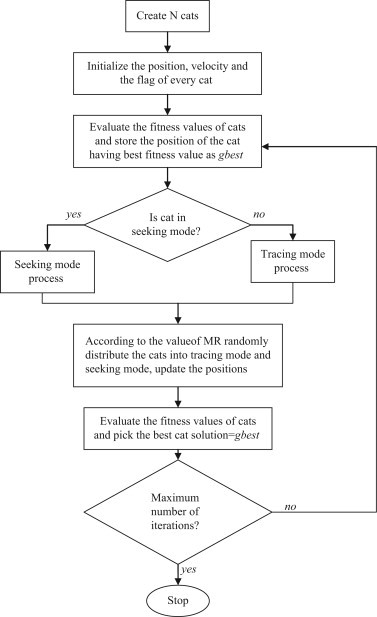 Create N cats
Initialize the position, velocity and
the flag of every cat
Evaluate the fitness values of cats
and store the position of the cat
having best fitness value as gbest
yes
Is cat in
seeking mode?
no
Seeking mode
process
Tracing mode
process
According to the valueof MR randomly
distribute the cats into tracing mode and
seeking mode, update the positions
Evaluate the fitness values of cats
and pick the best cat solution=gbest
Maximum
number of
iterations?
no
yes
Stop